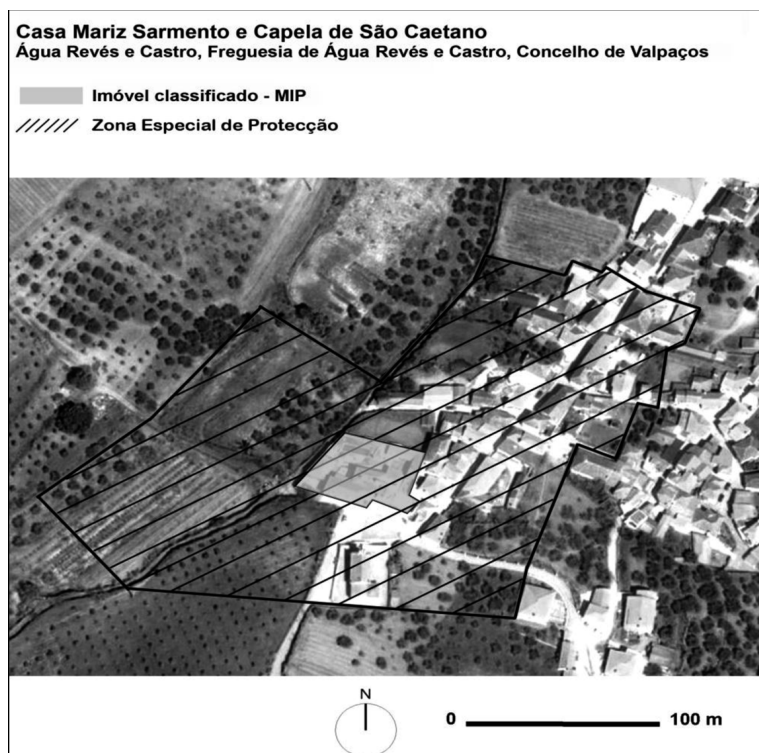 Casa Mariz Sarmento e Capela de São Caetano
Água Revés e Castro, Freguesia de Água Revés e Castro, Concelho de Valpaços
Imóvel classificado - MIP
Zona Especial de Protecção
N
0 100 m